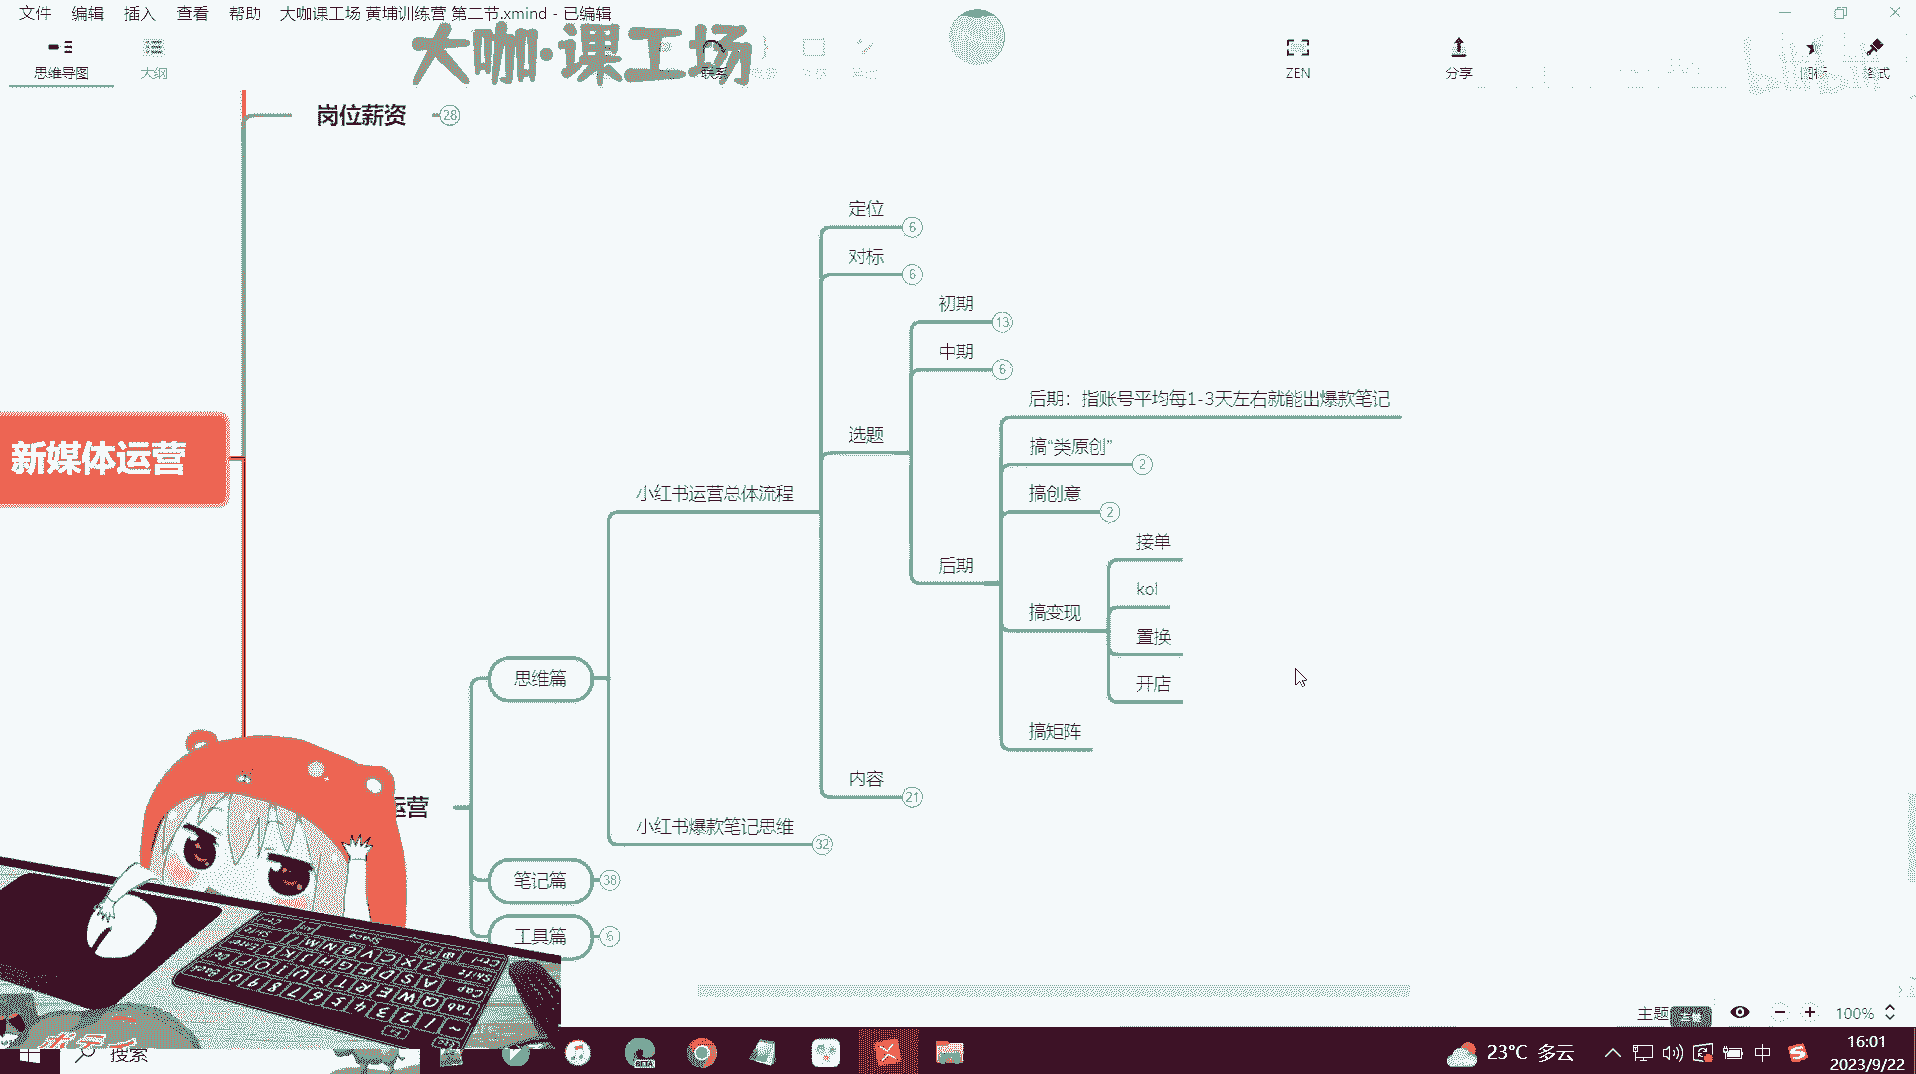 文件 编辑 插入 查看 帮助 大咖课工场 黄埔训练营 第二节.xmind - 已编辑
大咖·课工场
思维导图 大纲 联系 ZEN 分享
岗位薪资 28
定位 6
对标 6
初期 13
中期 6
后期：指账号平均每1-3天左右就能出爆款笔记
选题
搞“类原创” 2
新媒体运营
小红书运营总体流程
搞创意 2
接单
后期
kol
搞变现
置换
思维篇
开店
搞矩阵
内容 21
运营
小红书爆款笔记思维 32
笔记篇 38
工具篇 6
主题
100%
搜索
BETA
23°C 多云
中
16:01
2023/9/22